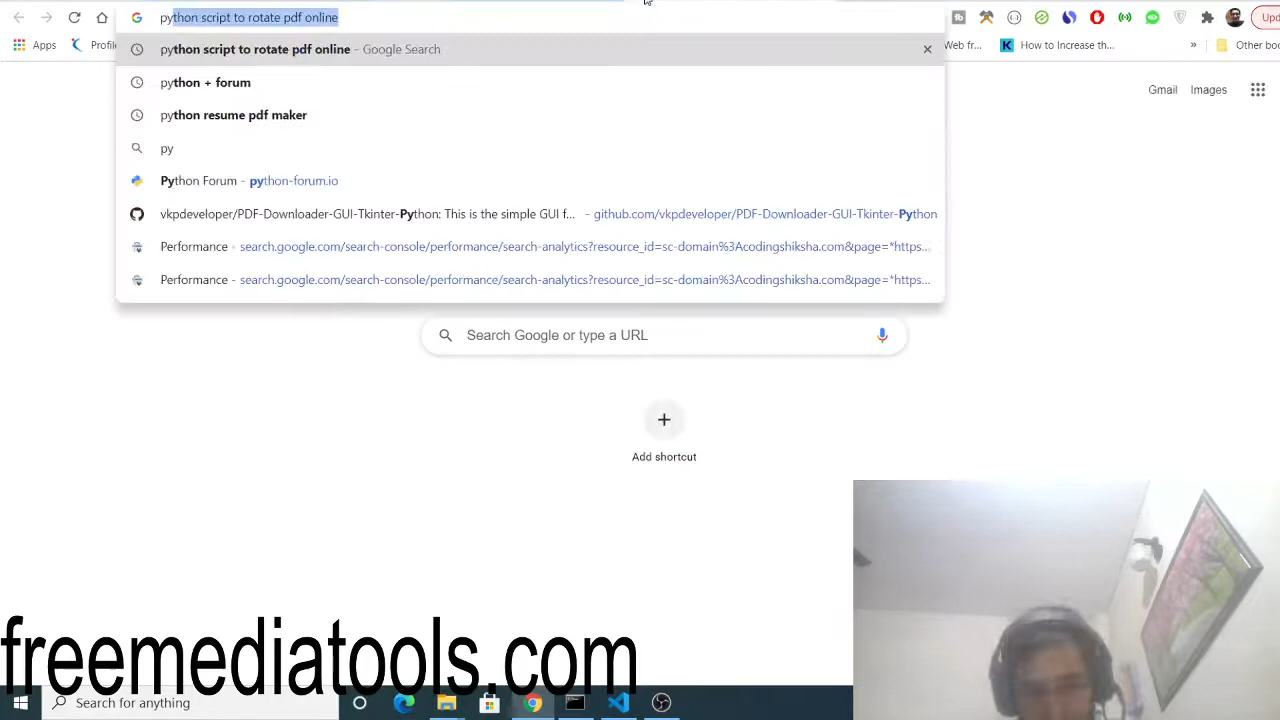 python script to rotate pdf online
Upd
Apps
Profil
Web fr...
How to Increase th...
»
Other boo
python script to rotate pdf online - Google Search
python + forum
python resume pdf maker
py
Python Forum - python-forum.io
vkpdeveloper/PDF-Downloader-GUI-Tkinter-Python: This is the simple GUI f... - github.com/vkpdeveloper/PDF-Downloader-GUI-Tkinter-Python
Performance - search.google.com/search-console/performance/search-analytics?resource_id=sc-domain%3Acodingshiksha.com&page=*https...
Performance - search.google.com/search-console/performance/search-analytics?resource_id=sc-domain%3Acodingshiksha.com&page=*https...
Gmail Images
Search Google or type a URL
Add shortcut
freemediatools.com
Search for anything